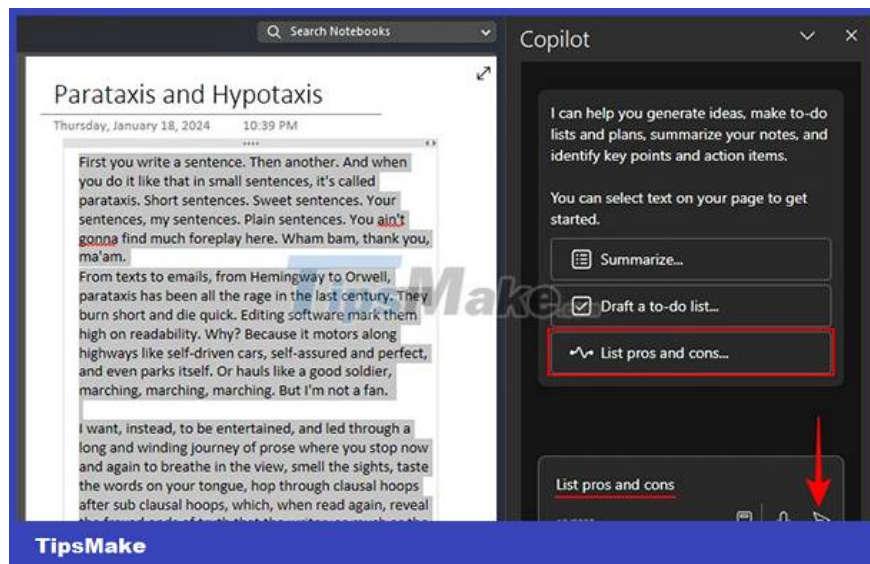 Search Notebooks
Parataxis and Hypotaxis
Thursday, January 18, 2024 10:39 PM
First you write a sentence. Then another. And when
you do it like that in small sentences, it's called
parataxis. Short sentences. Sweet sentences. Your
sentences, my sentences. Plain sentences. You ain't
gonna find much foreplay here. Wham bam, thank you,
ma'am.
From texts to emails, from Hemingway to Orwell,
parataxis has been all the rage in the last century. They
burn short and die quick. Editing software mark them
high on readability. Why? Because it motors along
highways like self-driven cars, self-assured and perfect,
and even parks itself. Or hauls like a good soldier,
marching, marching, marching. But I'm not a fan.
I want, instead, to be entertained, and led through a
long and winding journey of prose where you stop now
and again to breathe in the view, smell the sights, taste
the words on your tongue, hop through clausal hoops
after sub clausal hoops, which, when read again, reveal
Copilot
I can help you generate ideas, make to-do
lists and plans, summarize your notes, and
identify key points and action items.
You can select text on your page to get
started.
Summarize...
Draft a to-do list...
List pros and cons...
List pros and cons
TipsMake
TipsMake